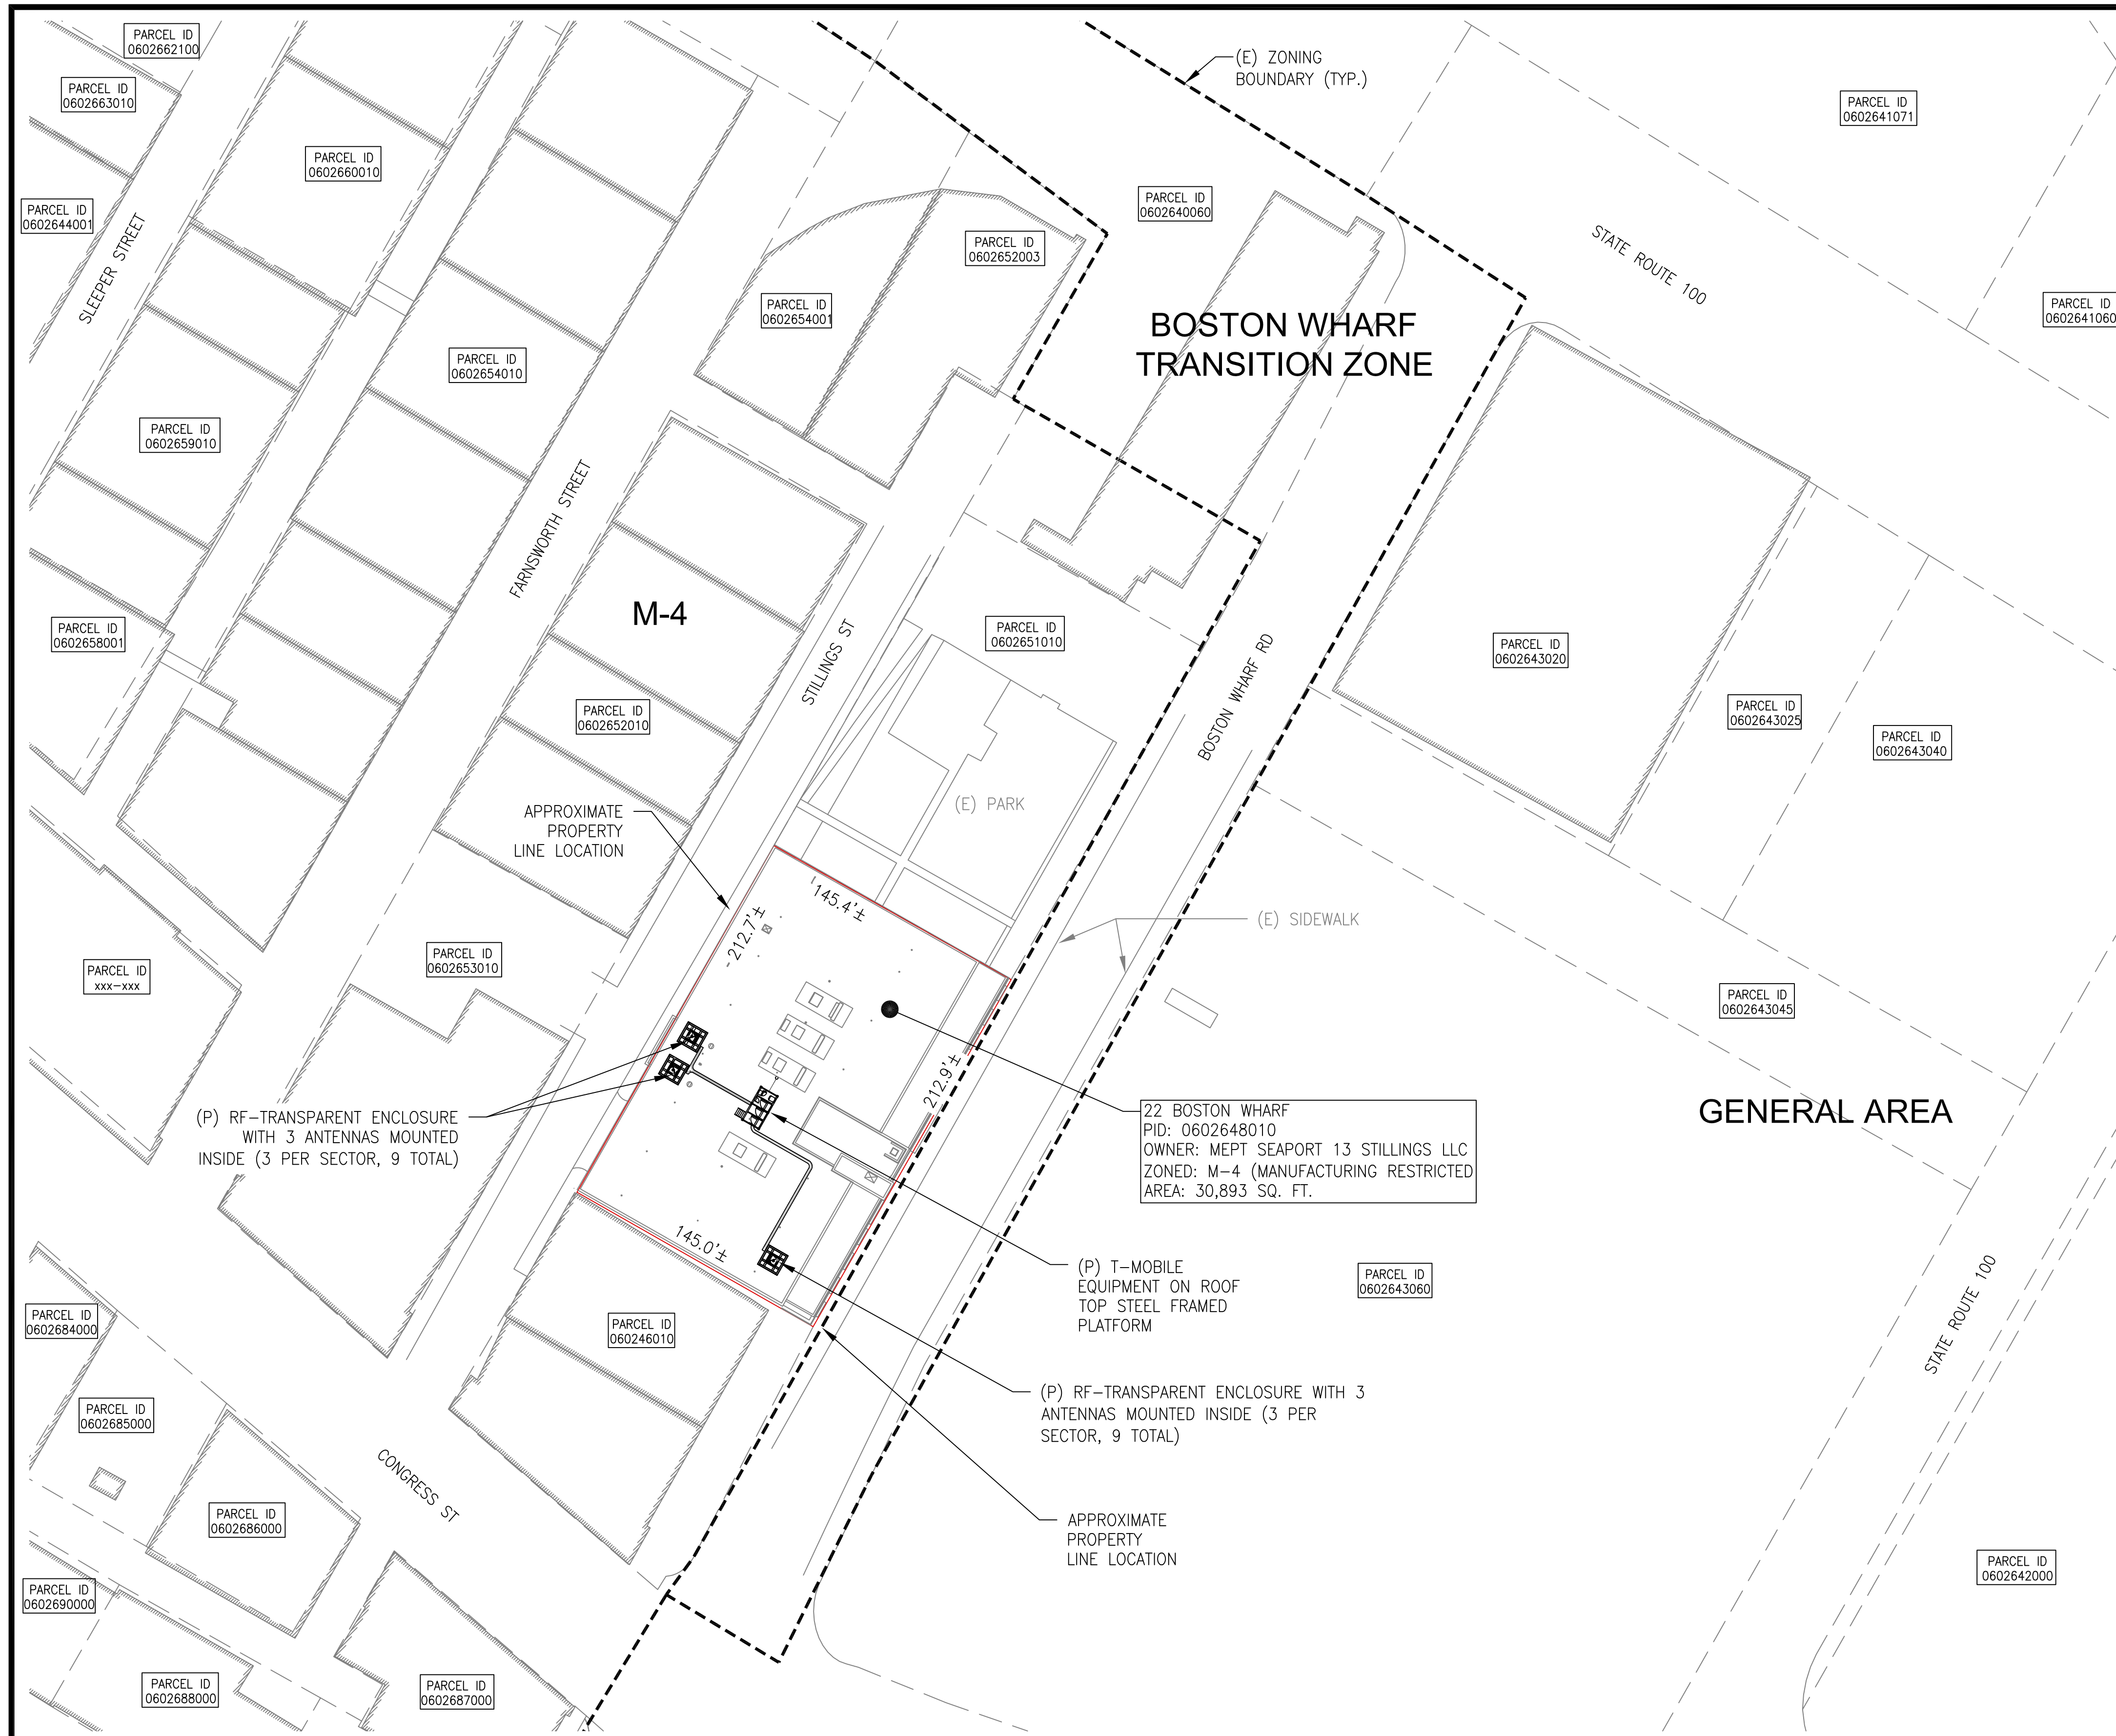 PARCEL ID
0602662100
(E) ZONING
BOUNDARY (TYP.)
PARCEL ID
0602663010
PARCEL ID
0602641071
PARCEL ID
0602660010
PARCEL ID
0602644001
PARCEL ID
0602640060
SLEEPER STREET
PARCEL ID
0602652003
STATE ROUTE 100
PARCEL ID
0602654001
PARCEL ID
0602641060
BOSTON WHARF
TRANSITION ZONE
PARCEL ID
0602654010
PARCEL ID
0602659010
FARNSWORTH STREET
M-4
PARCEL ID
0602658001
STILLINGS ST
PARCEL ID
0602651010
BOSTON WHARF RD
PARCEL ID
0602643020
PARCEL ID
0602652010
PARCEL ID
0602643025
PARCEL ID
0602643040
APPROXIMATE
PROPERTY
LINE LOCATION
(E) PARK
145.4'±
212.7'±
(E) SIDEWALK
PARCEL ID
0602653010
PARCEL ID
xxx-xxx
PARCEL ID
0602643045
212.9'±
(P) RF-TRANSPARENT ENCLOSURE
WITH 3 ANTENNAS MOUNTED
INSIDE (3 PER SECTOR, 9 TOTAL)
22 BOSTON WHARF
PID: 0602648010
OWNER: MEPT SEAPORT 13 STILLINGS LLC
ZONED: M-4 (MANUFACTURING RESTRICTED
AREA: 30,893 SQ. FT.
GENERAL AREA
145.0'±
(P) T-MOBILE
EQUIPMENT ON ROOF
TOP STEEL FRAMED
PLATFORM
PARCEL ID
0602643060
STATE ROUTE 100
PARCEL ID
0602684000
PARCEL ID
060246010
(P) RF-TRANSPARENT ENCLOSURE WITH 3
ANTENNAS MOUNTED INSIDE (3 PER
SECTOR, 9 TOTAL)
PARCEL ID
0602685000
CONGRESS ST
PARCEL ID
0602686000
APPROXIMATE
PROPERTY
LINE LOCATION
PARCEL ID
0602642000
PARCEL ID
0602690000
PARCEL ID
0602688000
PARCEL ID
0602687000